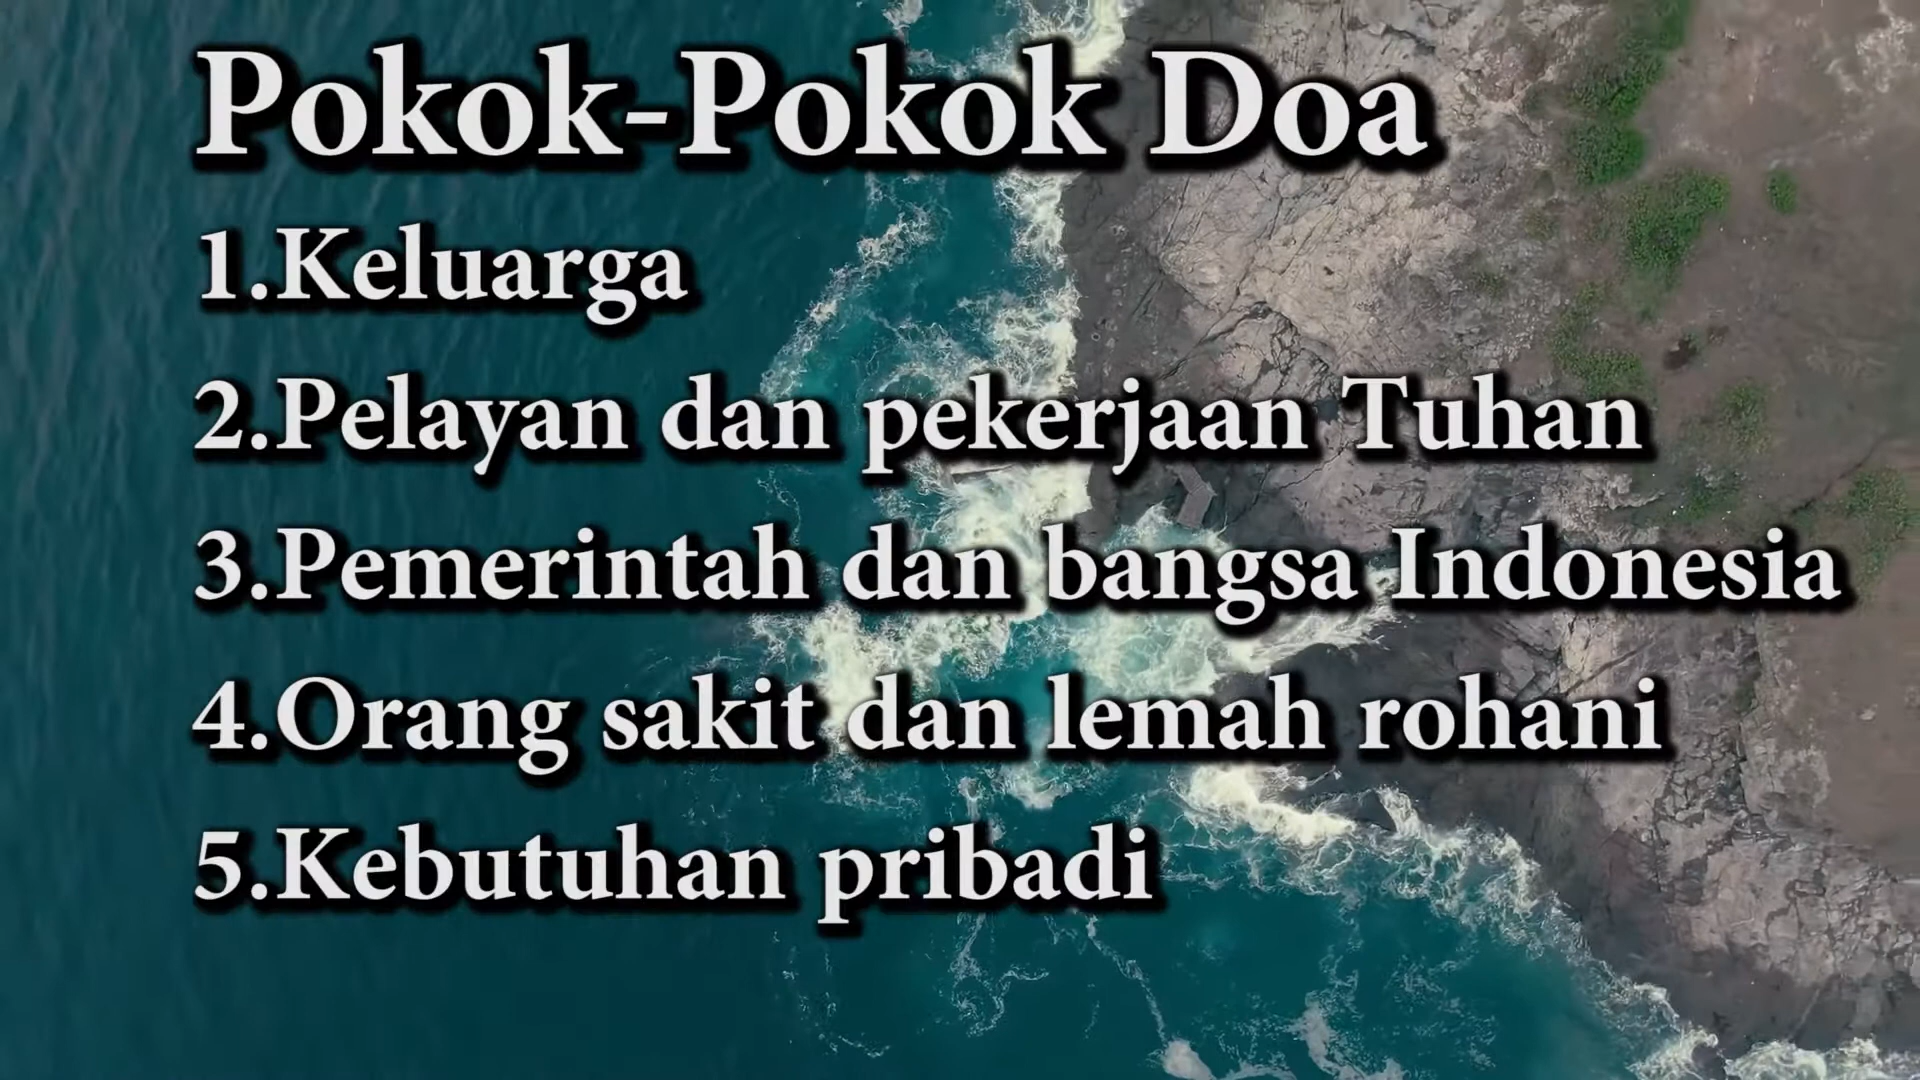 Pokok-Pokok Doa
1.Keluarga
2.Pelayan dan pekerjaan Tuhan
3.Pemerintah dan bangsa Indonesia
4.Orang sakit dan lemah rohani
5.Kebutuhan pribadi